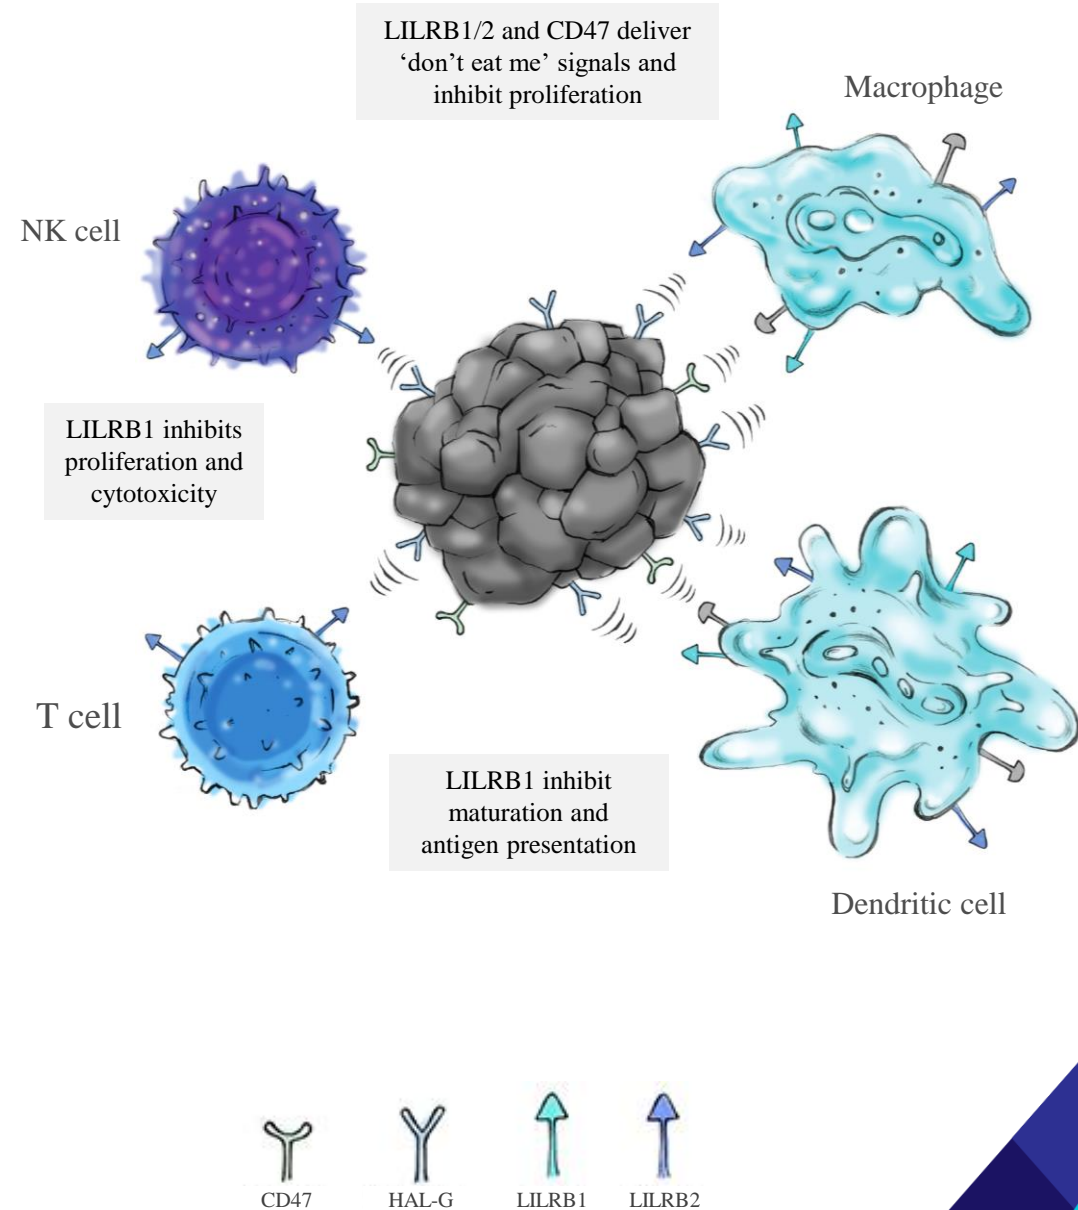 LILRB1/2 and CD47 deliver
‘don’t eat me’ signals and
inhibit proliferation
Macrophage
NK cell
LILRB1 inhibits
proliferation and
cytotoxicity
T cell
LILRB1 inhibit
maturation and
antigen presentation
Dendritic cell
CD47
HAL-G
LILRB1
LILRB2